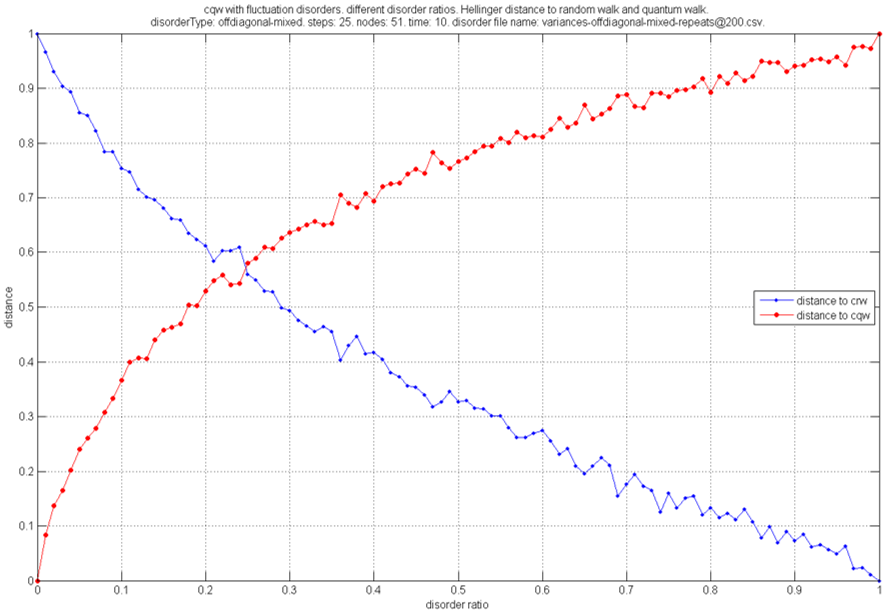 cqw with fluctuation disorders. different disorder ratios. Hellinger distance to random walk and quantum walk.
disorderType: offdiagonal-mixed. steps: 25. nodes: 51. time: 10. disorder file name: variances-offdiagonal-mixed-repeats@200.csv.
1
0.9
0.8
0.7
0.6
0.5
0.4
0.3
0.2
0.1
0
distance
distance to crw
distance to cqw
0 0.1 0.2 0.3 0.4 0.5 0.6 0.7 0.8 0.9 1
disorder ratio